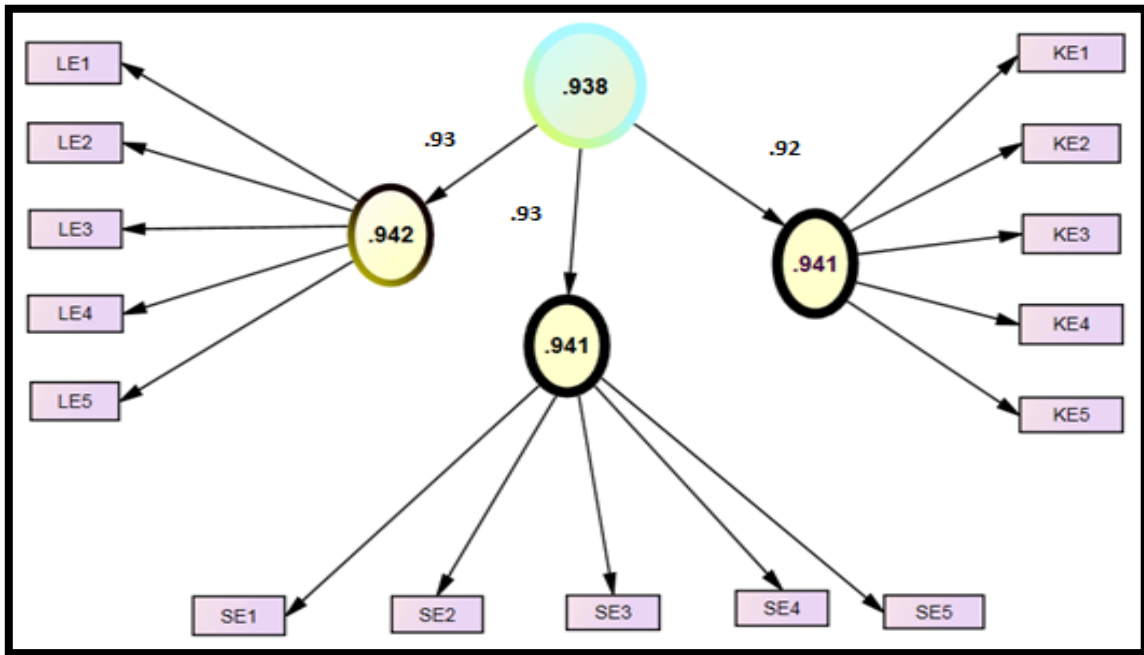 LE1
LE2
LE3
LE4
LE5
.938
.93
.93
.92
.942
.941
.941
KE1
KE2
KE3
KE4
KE5
SE1
SE2
SE3
SE4
SE5